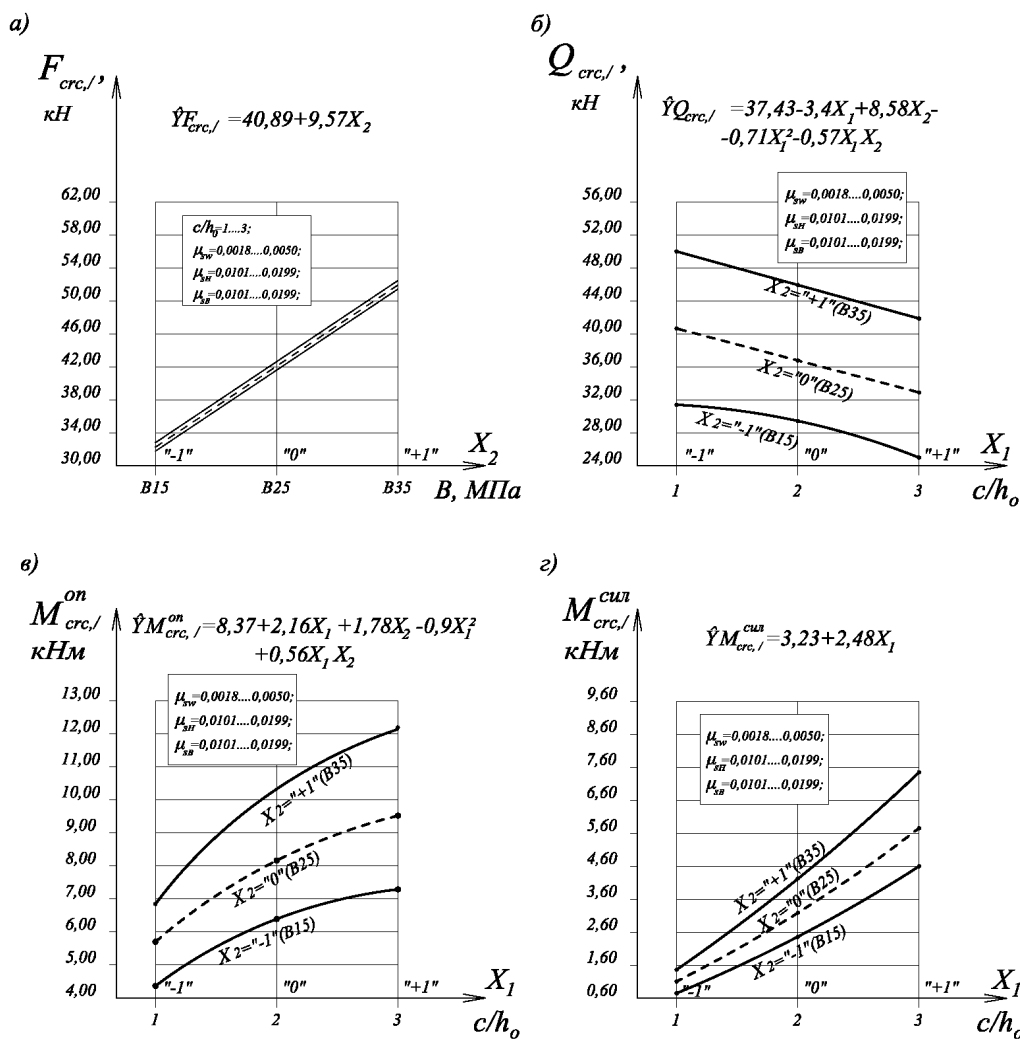 а)
F crc,/ ,
кН
ŶF crc,/ =40,89+9,57X₂
62,00
58,00
54,00
50,00
46,00
42,00
38,00
34,00
30,00
c/h₀=1....3;
μsw=0,0018....0,0050;
μsн=0,0101....0,0199;
μsв=0,0101....0,0199;
"-1"
"0"
"+1"
X₂
B15
B25
B35
B, МПа
б)
Q crc,/ ,
кН
ŶQ crc,/ =37,43-3,4X₁+8,58X₂-
-0,71X₁²-0,57X₁X₂
56,00
52,00
48,00
44,00
40,00
36,00
32,00
28,00
24,00
μsw=0,0018....0,0050;
μsн=0,0101....0,0199;
μsв=0,0101....0,0199;
X₂="+1"(B35)
X₂="0"(B25)
X₂="-1"(B15)
"-1"
"0"
"+1"
X₁
1
2
3
c/hₒ
в)
M crc,/ оп
кНм
ŶM crc,/ оп =8,37+2,16X₁+1,78X₂-0,9X₁²
+0,56X₁X₂
13,00
12,00
11,00
10,00
9,00
8,00
7,00
6,00
5,00
4,00
μsw=0,0018....0,0050;
μsн=0,0101....0,0199;
μsв=0,0101....0,0199;
X₂="+1"(B35)
X₂="0"(B25)
X₂="-1"(B15)
"-1"
"0"
"+1"
X₁
1
2
3
c/hₒ
г)
M crc,/ сил
кНм
ŶM crc,/ сил =3,23+2,48X₁
9,60
8,60
7,60
6,60
5,60
4,60
3,60
2,60
1,60
0,60
μsw=0,0018....0,0050;
μsн=0,0101....0,0199;
μsв=0,0101....0,0199;
X₂="+1"(B35)
X₂="0"(B25)
X₂="-1"(B15)
"-1"
"0"
"+1"
X₁
1
2
3
c/hₒ